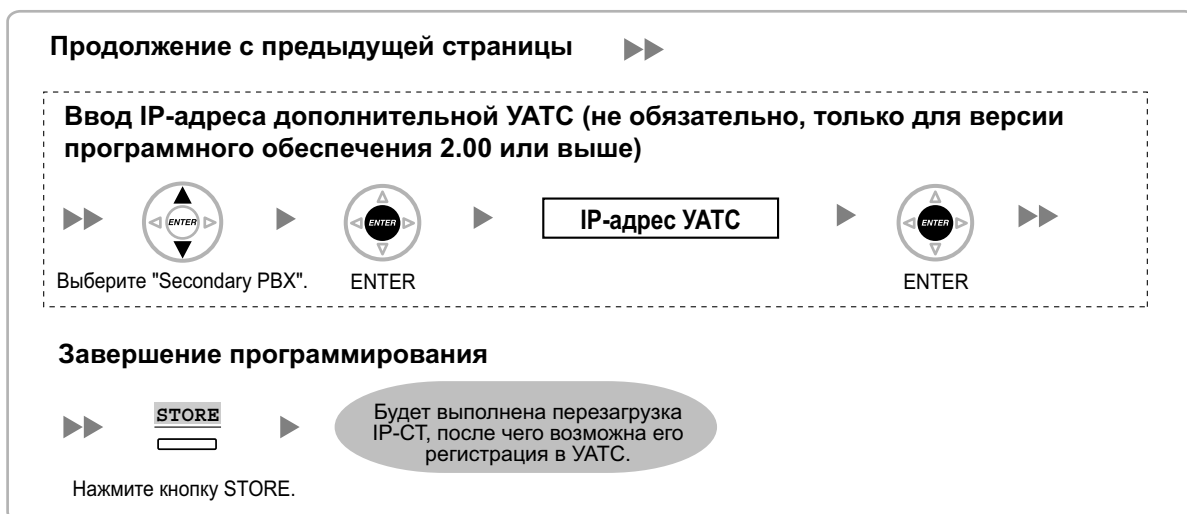 Продолжение с предыдущей страницы
Ввод IP-адреса дополнительной УАТС (не обязательно, только для версии
программного обеспечения 2.00 или выше)
ENTER
ENTER
IP-адрес УАТС
ENTER
Выберите "Secondary PBX".
ENTER
ENTER
Завершение программирования
STORE
Будет выполнена перезагрузка
IP-СТ, после чего возможна его
регистрация в УАТС.
Нажмите кнопку STORE.